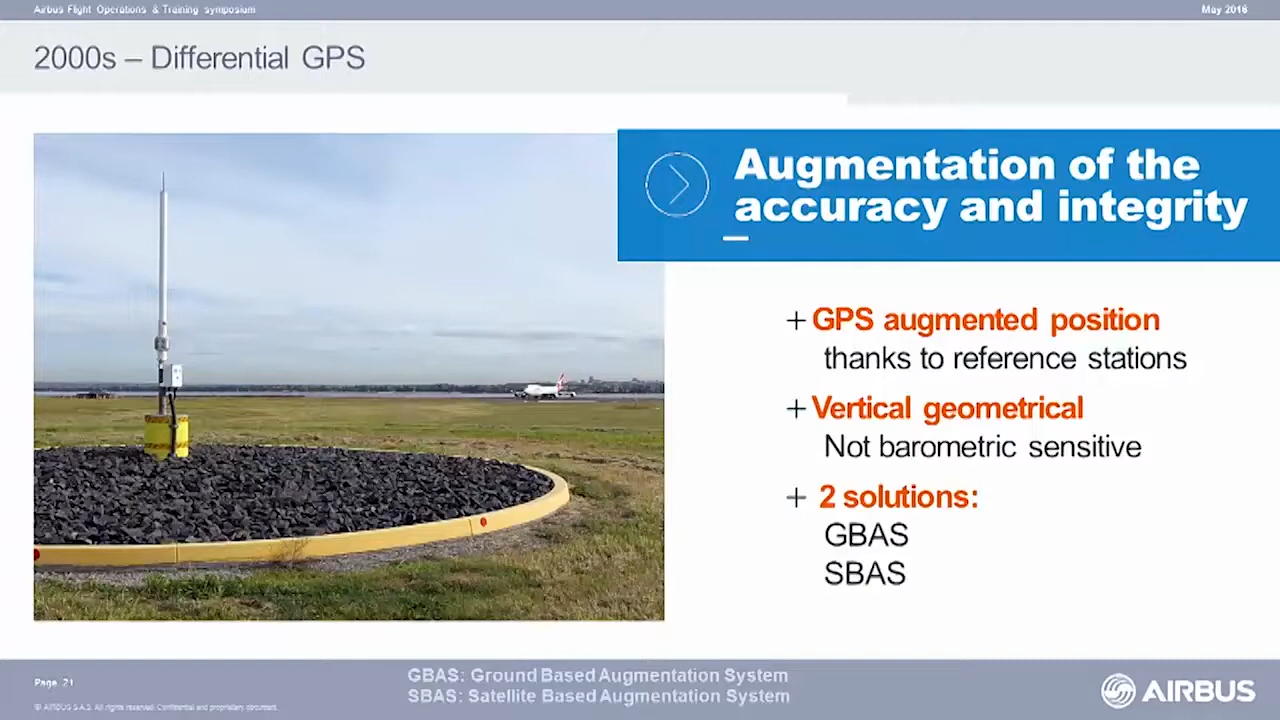 Airbus Flight Operations & Training symposium
May 2016
2000s – Differential GPS
Augmentation of the
accuracy and integrity
+ GPS augmented position
thanks to reference stations
+ Vertical geometrical
Not barometric sensitive
+ 2 solutions:
GBAS
SBAS
GBAS: Ground Based Augmentation System
SBAS: Satellite Based Augmentation System
Page 21
© AIRBUS S.A.S. All rights reserved. Confidential and proprietary document.
AIRBUS